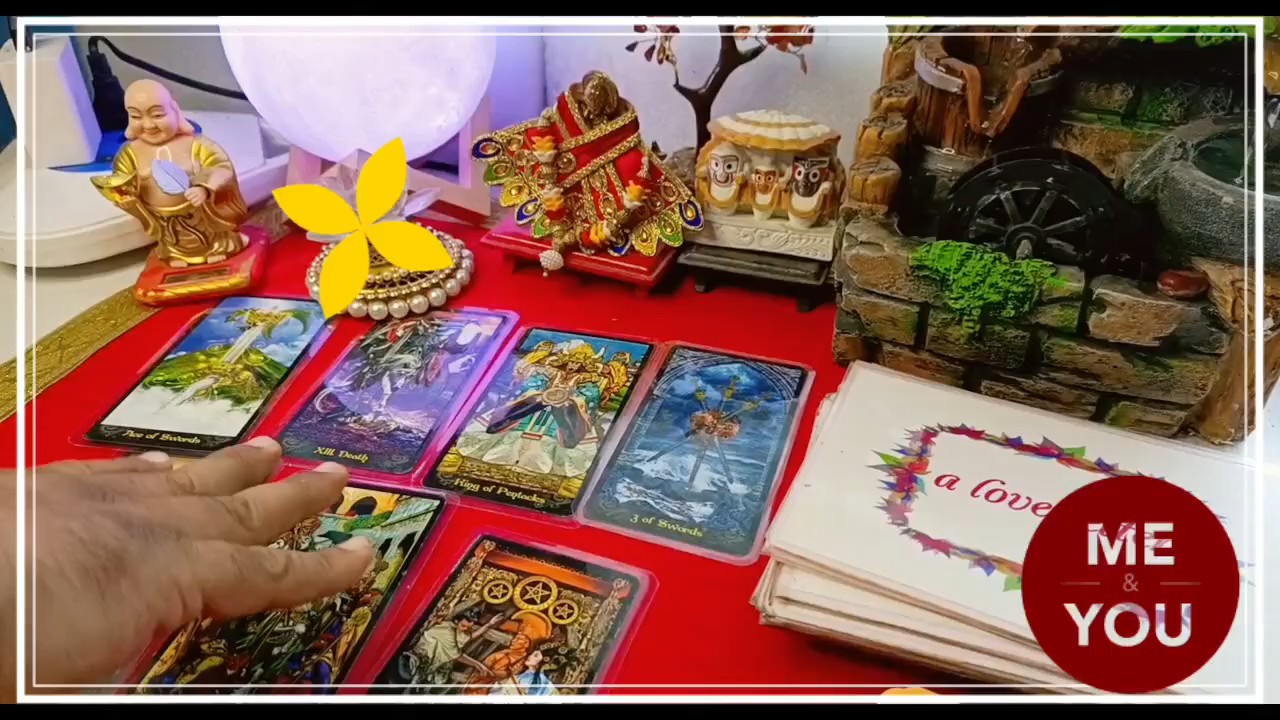 Ace of Swords
XIII. Death
King of Pentacles
3 of Swords
a love
ME
&
YOU